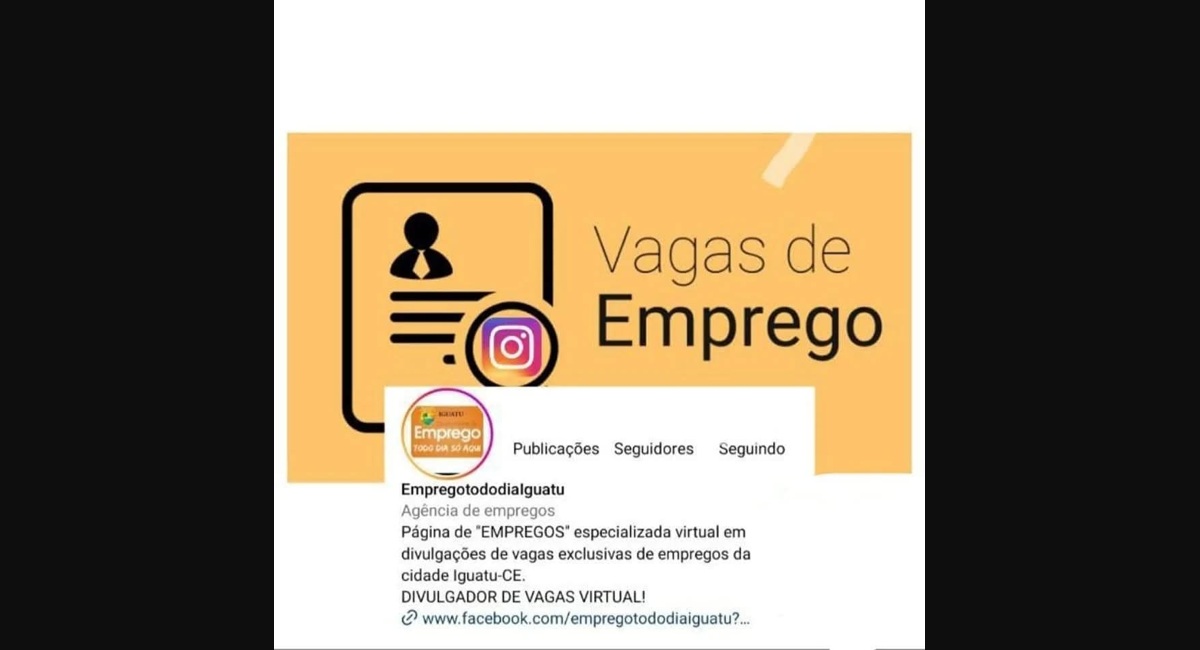 Vagas de
Emprego
IGUATU
Emprego
TODO DIA SÓ AQUI
Publicações Seguidores Seguindo
EmpregotododiaIguatu
Agência de empregos
Página de "EMPREGOS" especializada virtual em
divulgações de vagas exclusivas de empregos da
cidade Iguatu-CE.
DIVULGADOR DE VAGAS VIRTUAL!
www.facebook.com/empregotododiaiguatu?...